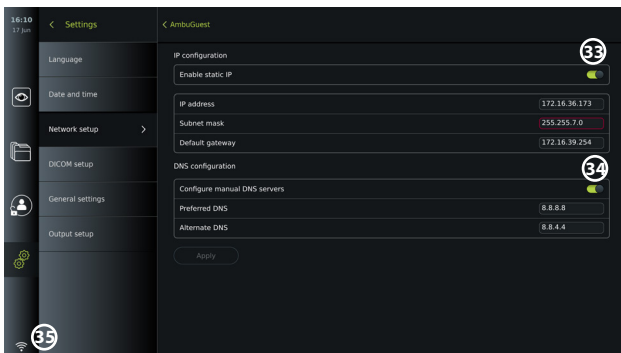 16:10
17 Jun
Settings
Language
Date and time
Network setup
DICOM setup
General settings
Output setup
AmbuGuest
IP configuration
33
Enable static IP
IP address 172.16.36.173
Subnet mask 255.255.7.0
Default gateway 172.16.39.254
DNS configuration
34
Configure manual DNS servers
Preferred DNS 8.8.8.8
Alternate DNS 8.8.4.4
Apply
35